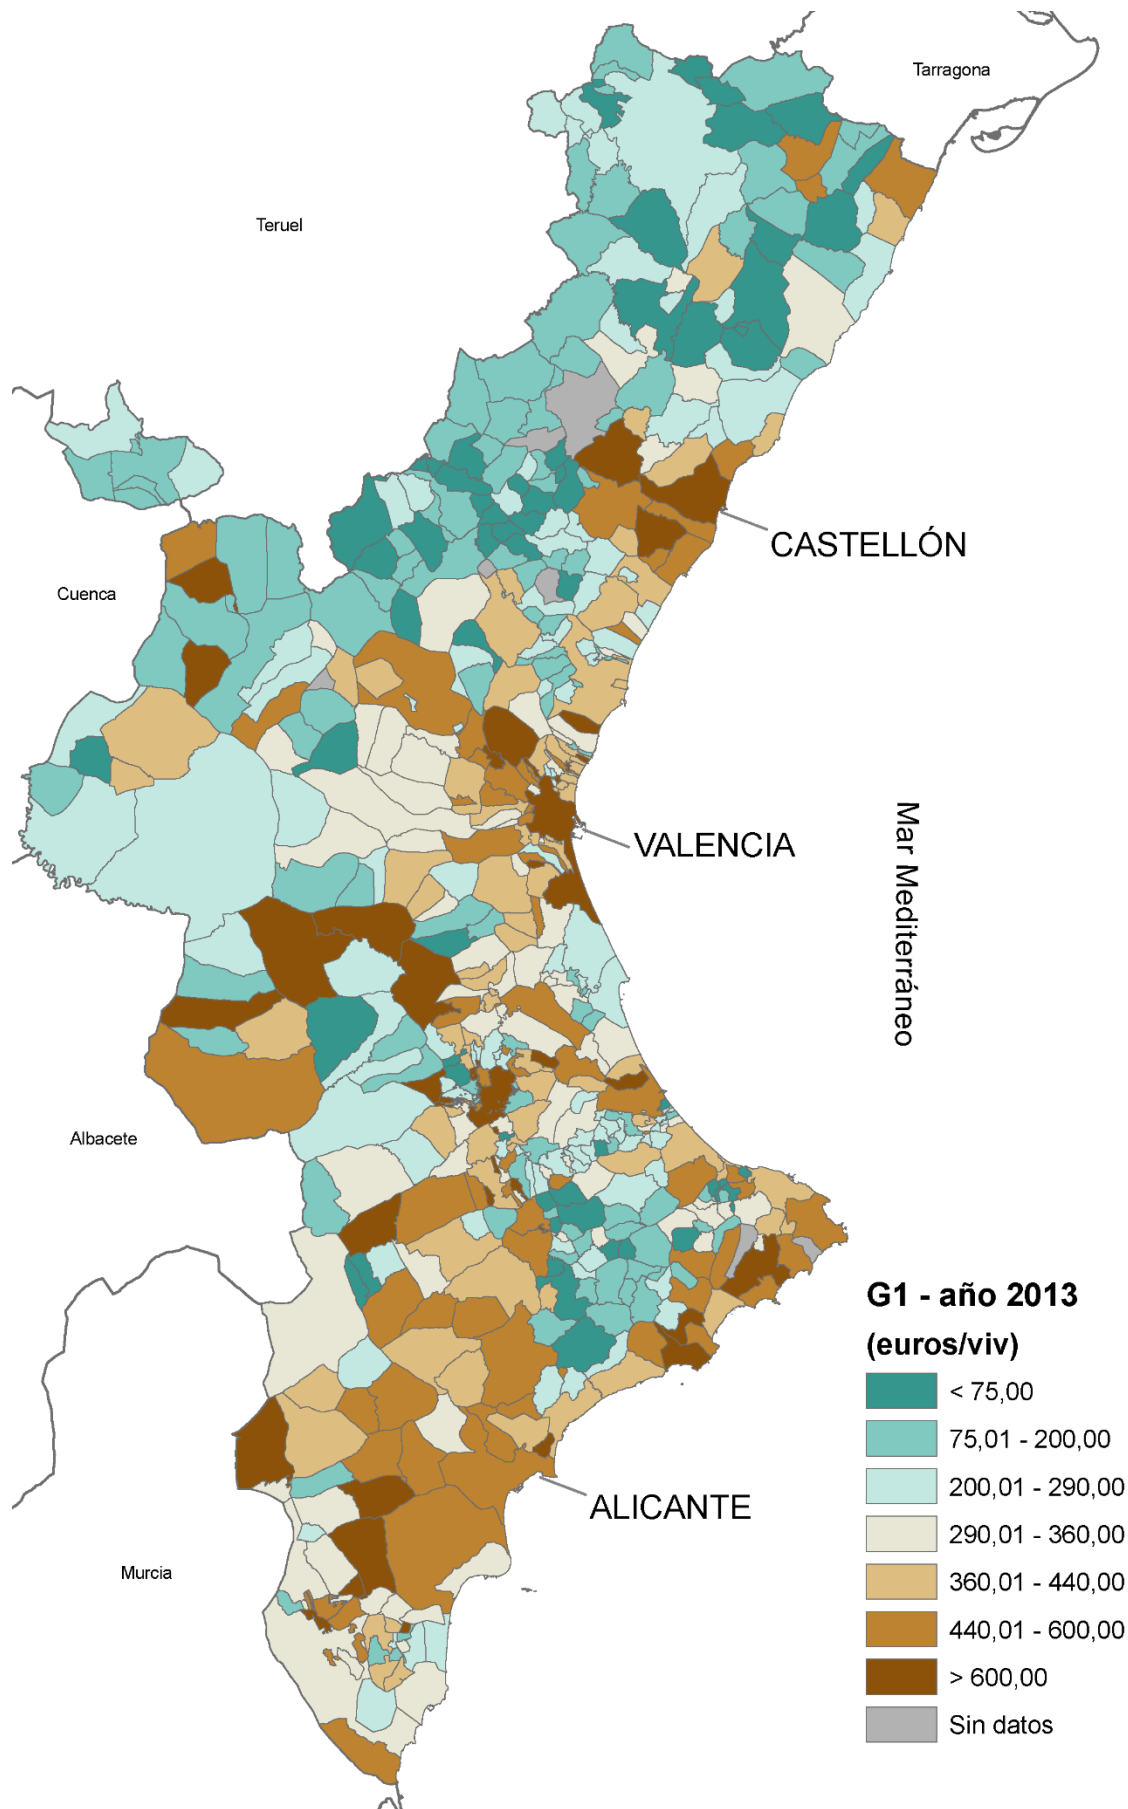 Tarragona
Teruel
CASTELLÓN
Cuenca
Mar Mediterráneo
VALENCIA
Albacete
G1 - año 2013
(euros/viv)
< 75,00
75,01 - 200,00
200,01 - 290,00
290,01 - 360,00
360,01 - 440,00
440,01 - 600,00
> 600,00
Sin datos
ALICANTE
Murcia